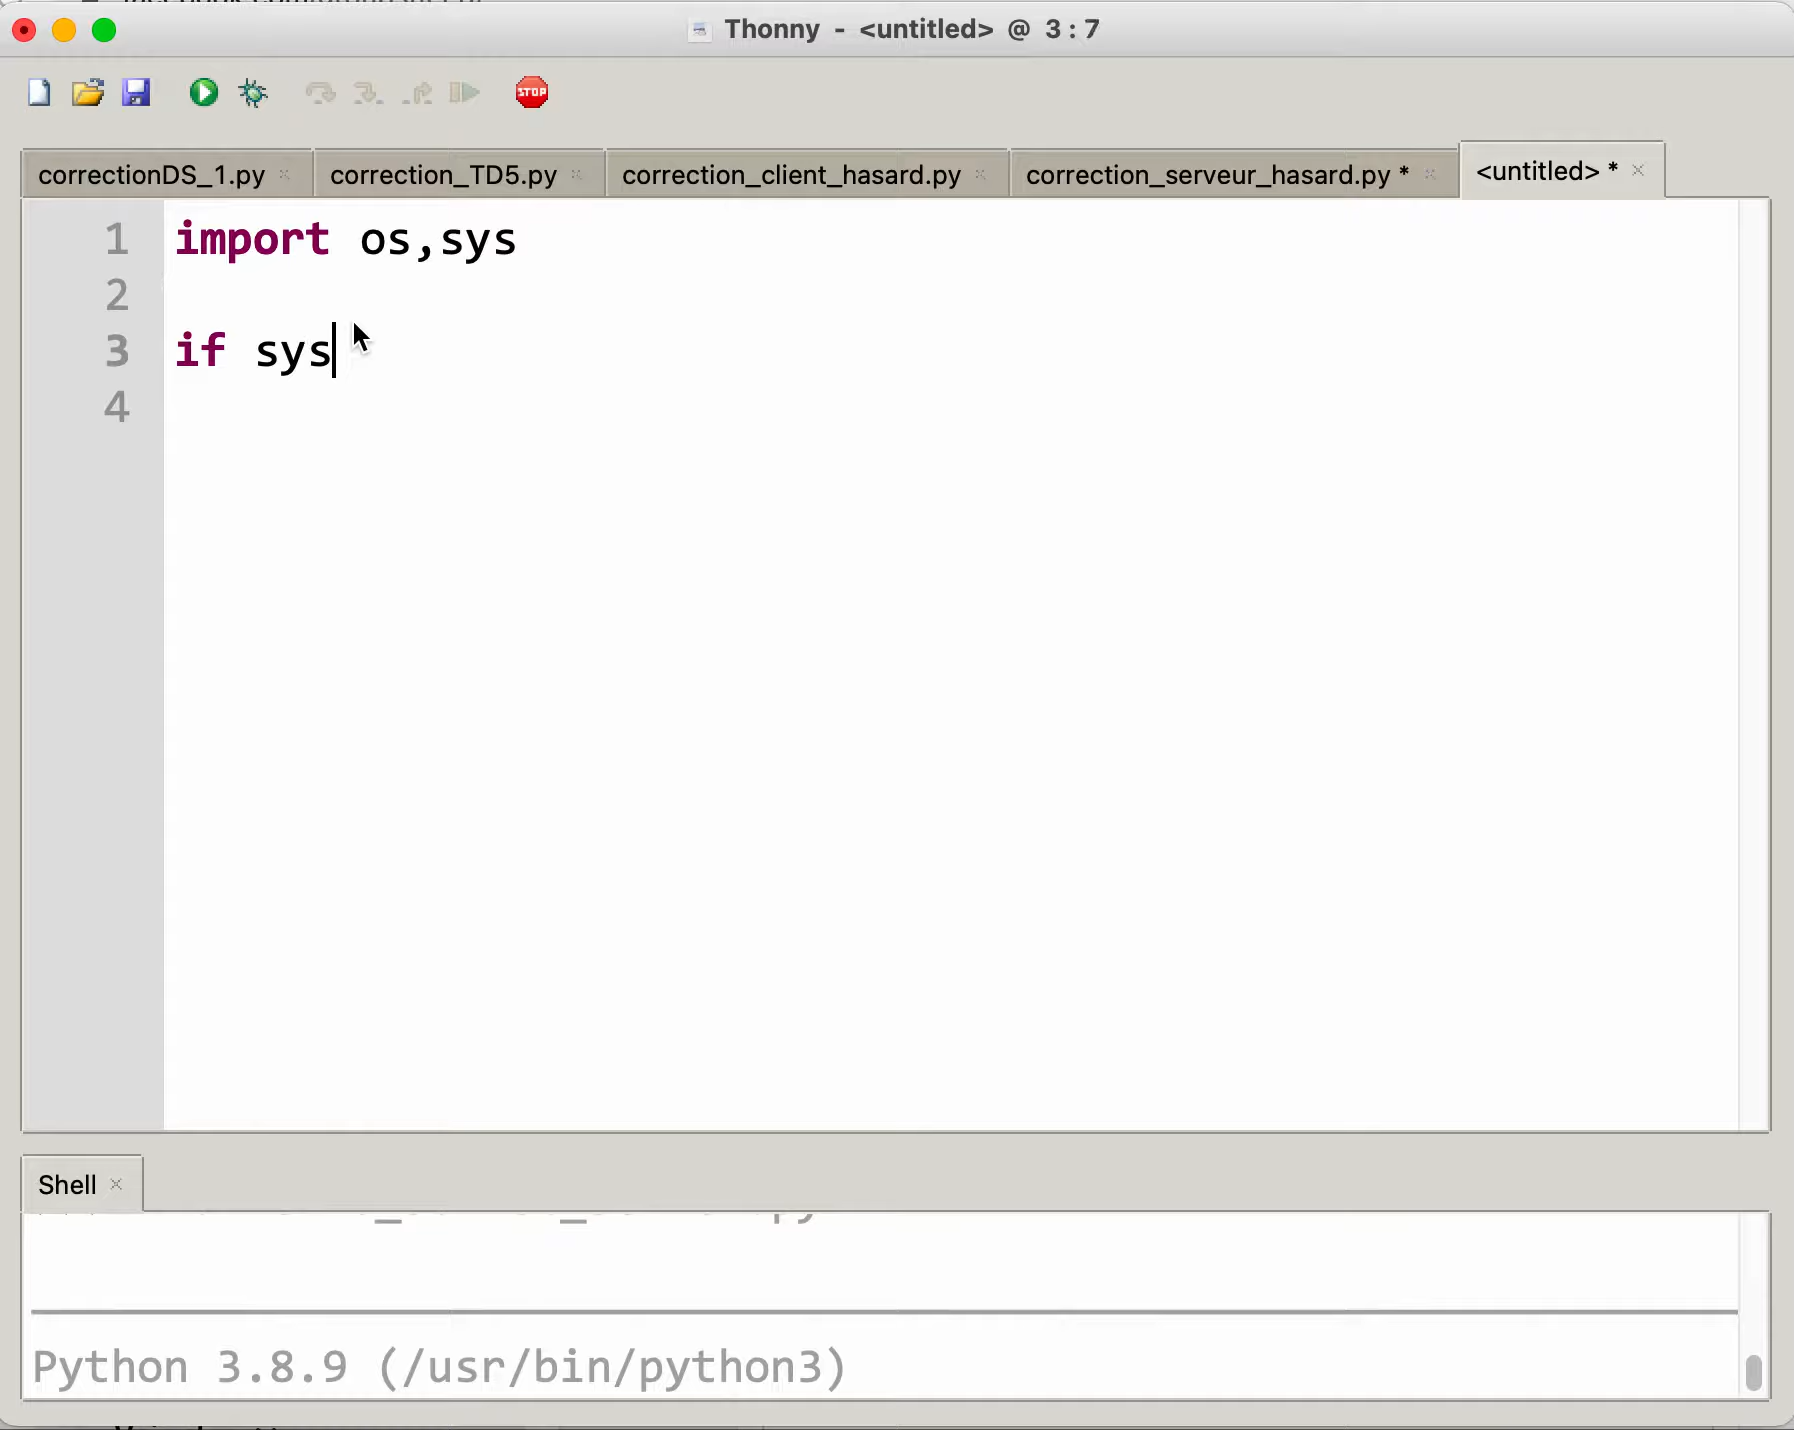 Thonny - <untitled> @ 3:7
STOP
correctionDS_1.py
correction_TD5.py
correction_client_hasard.py
correction_serveur_hasard.py *
<untitled> *
1 import os,sys
2
3 if sys
4
Shell
Python 3.8.9 (/usr/bin/python3)